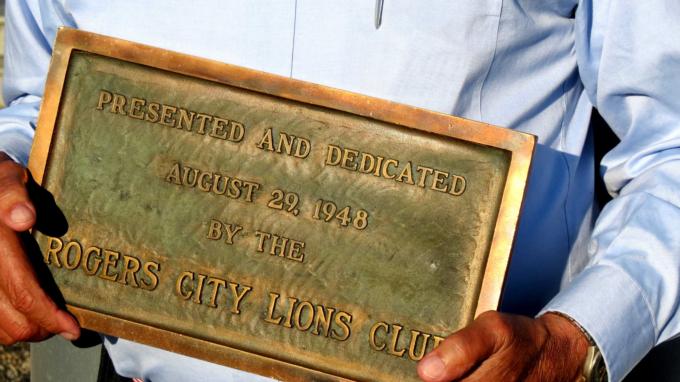 PRESENTED AND DEDICATED
AUGUST 29, 1948
BY THE
ROGERS CITY LIONS CLUB